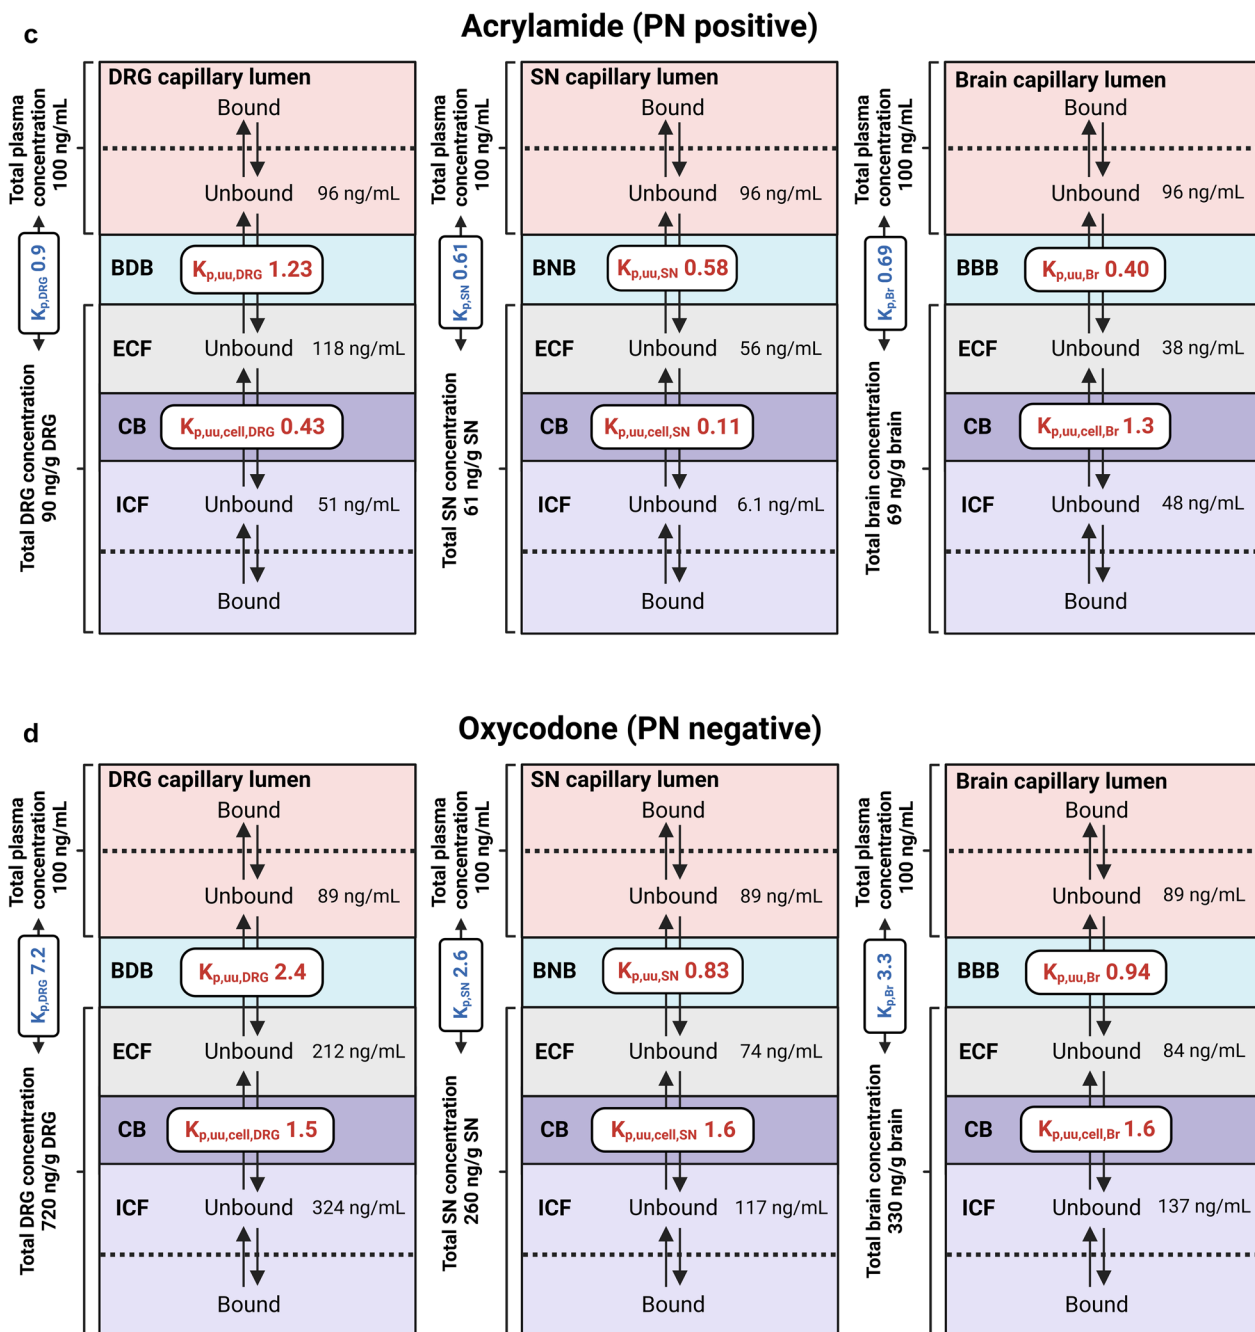 c
Acrylamide (PN positive)
Total plasma
concentration
100 ng/mL
Kp,DRG 0.9
Total DRG concentration
90 ng/g DRG
DRG capillary lumen
Bound
Unbound 96 ng/mL
BDB Kp,uu,DRG 1.23
ECF Unbound 118 ng/mL
CB Kp,uu,cell,DRG 0.43
ICF Unbound 51 ng/mL
Bound
Total plasma
concentration
100 ng/mL
Kp,SN 0.61
Total SN concentration
61 ng/g SN
SN capillary lumen
Bound
Unbound 96 ng/mL
BNB Kp,uu,SN 0.58
ECF Unbound 56 ng/mL
CB Kp,uu,cell,SN 0.11
ICF Unbound 6.1 ng/mL
Bound
Total plasma
concentration
100 ng/mL
Kp,Br 0.69
Total brain concentration
69 ng/g brain
Brain capillary lumen
Bound
Unbound 96 ng/mL
BBB Kp,uu,Br 0.40
ECF Unbound 38 ng/mL
CB Kp,uu,cell,Br 1.3
ICF Unbound 48 ng/mL
Bound
d
Oxycodone (PN negative)
Total plasma
concentration
100 ng/mL
Kp,DRG 7.2
Total DRG concentration
720 ng/g DRG
DRG capillary lumen
Bound
Unbound 89 ng/mL
BDB Kp,uu,DRG 2.4
ECF Unbound 212 ng/mL
CB Kp,uu,cell,DRG 1.5
ICF Unbound 324 ng/mL
Bound
Total plasma
concentration
100 ng/mL
Kp,SN 2.6
Total SN concentration
260 ng/g SN
SN capillary lumen
Bound
Unbound 89 ng/mL
BNB Kp,uu,SN 0.83
ECF Unbound 74 ng/mL
CB Kp,uu,cell,SN 1.6
ICF Unbound 117 ng/mL
Bound
Total plasma
concentration
100 ng/mL
Kp,Br 3.3
Total brain concentration
330 ng/g brain
Brain capillary lumen
Bound
Unbound 89 ng/mL
BBB Kp,uu,Br 0.94
ECF Unbound 84 ng/mL
CB Kp,uu,cell,Br 1.6
ICF Unbound 137 ng/mL
Bound